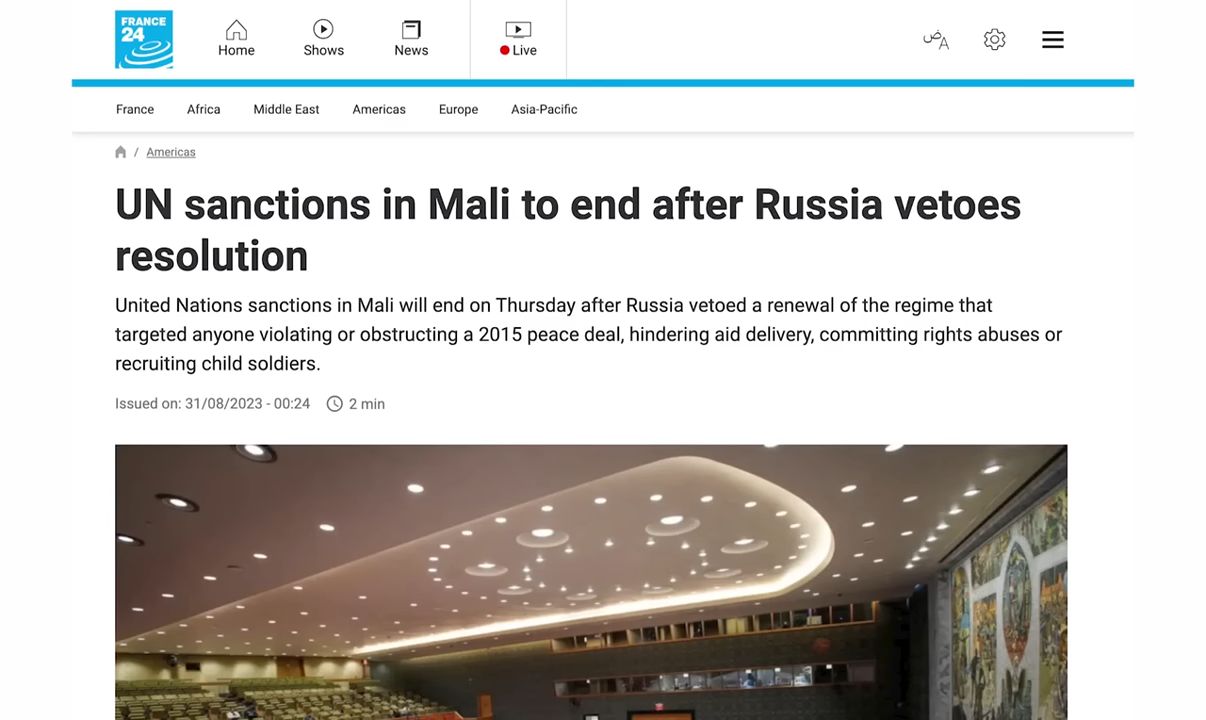 FRANCE
24
Home
Shows
News
Live
ض A
France
Africa
Middle East
Americas
Europe
Asia-Pacific
/ Americas
UN sanctions in Mali to end after Russia vetoes
resolution
United Nations sanctions in Mali will end on Thursday after Russia vetoed a renewal of the regime that
targeted anyone violating or obstructing a 2015 peace deal, hindering aid delivery, committing rights abuses or
recruiting child soldiers.
Issued on: 31/08/2023 - 00:24 2 min